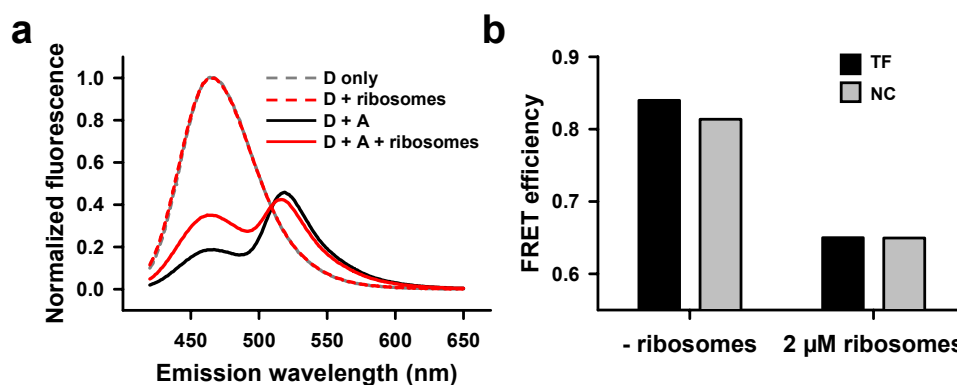 a
Normalized fluorescence
1.0
0.8
0.6
0.4
0.2
0.0
D only
D + ribosomes
D + A
D + A + ribosomes
450 500 550 600 650
Emission wavelength (nm)
b
FRET efficiency
0.9
0.8
0.7
0.6
TF
NC
- ribosomes 2 µM ribosomes